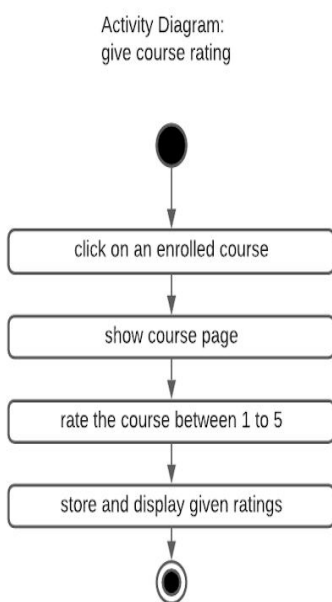 Activity Diagram:
give course rating
click on an enrolled course
show course page
rate the course between 1 to 5
store and display given ratings